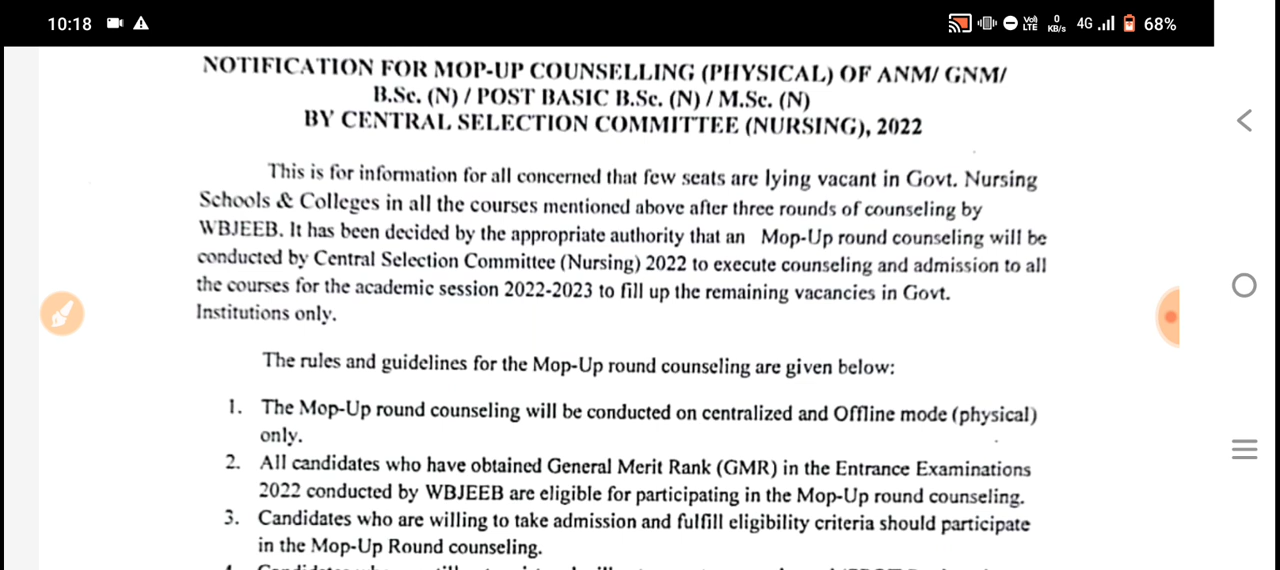 10:18
Vol) LTE
0 KB/s
4G
68%
NOTIFICATION FOR MOP-UP COUNSELLING (PHYSICAL) OF ANM/ GNM/
B.Sc. (N) / POST BASIC B.Sc. (N) / M.Sc. (N)
BY CENTRAL SELECTION COMMITTEE (NURSING), 2022
This is for information for all concerned that few seats are lying vacant in Govt. Nursing
Schools & Colleges in all the courses mentioned above after three rounds of counseling by
WBJEEB. It has been decided by the appropriate authority that an Mop-Up round counseling will be
conducted by Central Selection Committee (Nursing) 2022 to execute counseling and admission to all
the courses for the academic session 2022-2023 to fill up the remaining vacancies in Govt.
Institutions only.
The rules and guidelines for the Mop-Up round counseling are given below:
1. The Mop-Up round counseling will be conducted on centralized and Offline mode (physical)
only.
2. All candidates who have obtained General Merit Rank (GMR) in the Entrance Examinations
2022 conducted by WBJEEB are eligible for participating in the Mop-Up round counseling.
3. Candidates who are willing to take admission and fulfill eligibility criteria should participate
in the Mop-Up Round counseling.